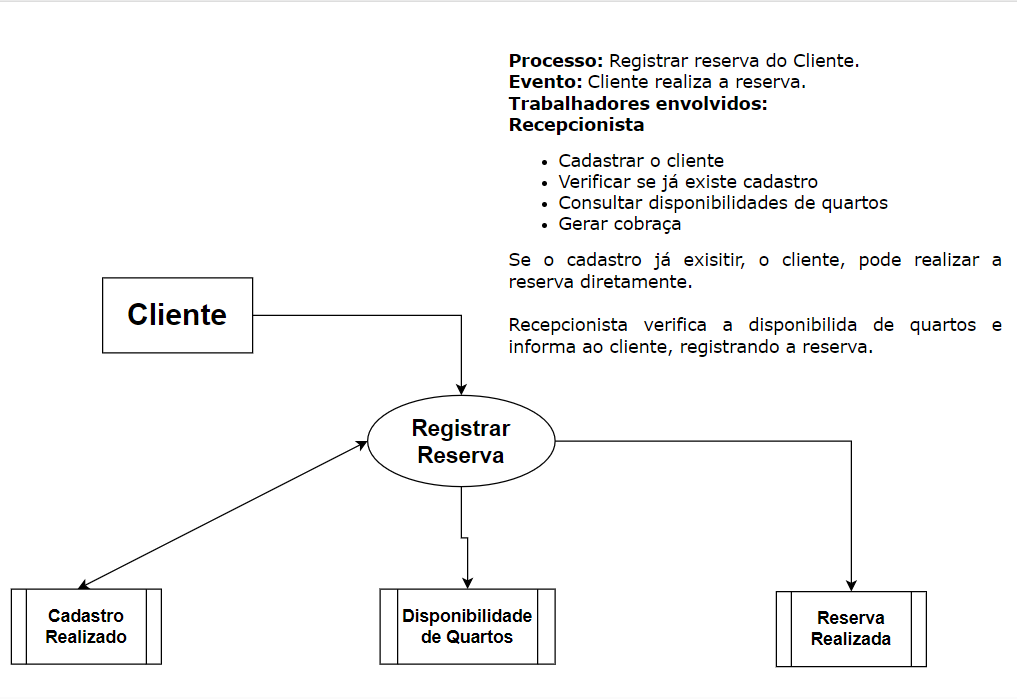 Processo: Registrar reserva do Cliente.
Evento: Cliente realiza a reserva.
Trabalhadores envolvidos:
Recepcionista
• Cadastrar o cliente
• Verificar se já existe cadastro
• Consultar disponibilidades de quartos
• Gerar cobraça
Se o cadastro já exisitir, o cliente, pode realizar a
reserva diretamente.
Recepcionista verifica a disponibilida de quartos e
informa ao cliente, registrando a reserva.
Cliente
Registrar
Reserva
Cadastro
Realizado
Disponibilidade
de Quartos
Reserva
Realizada